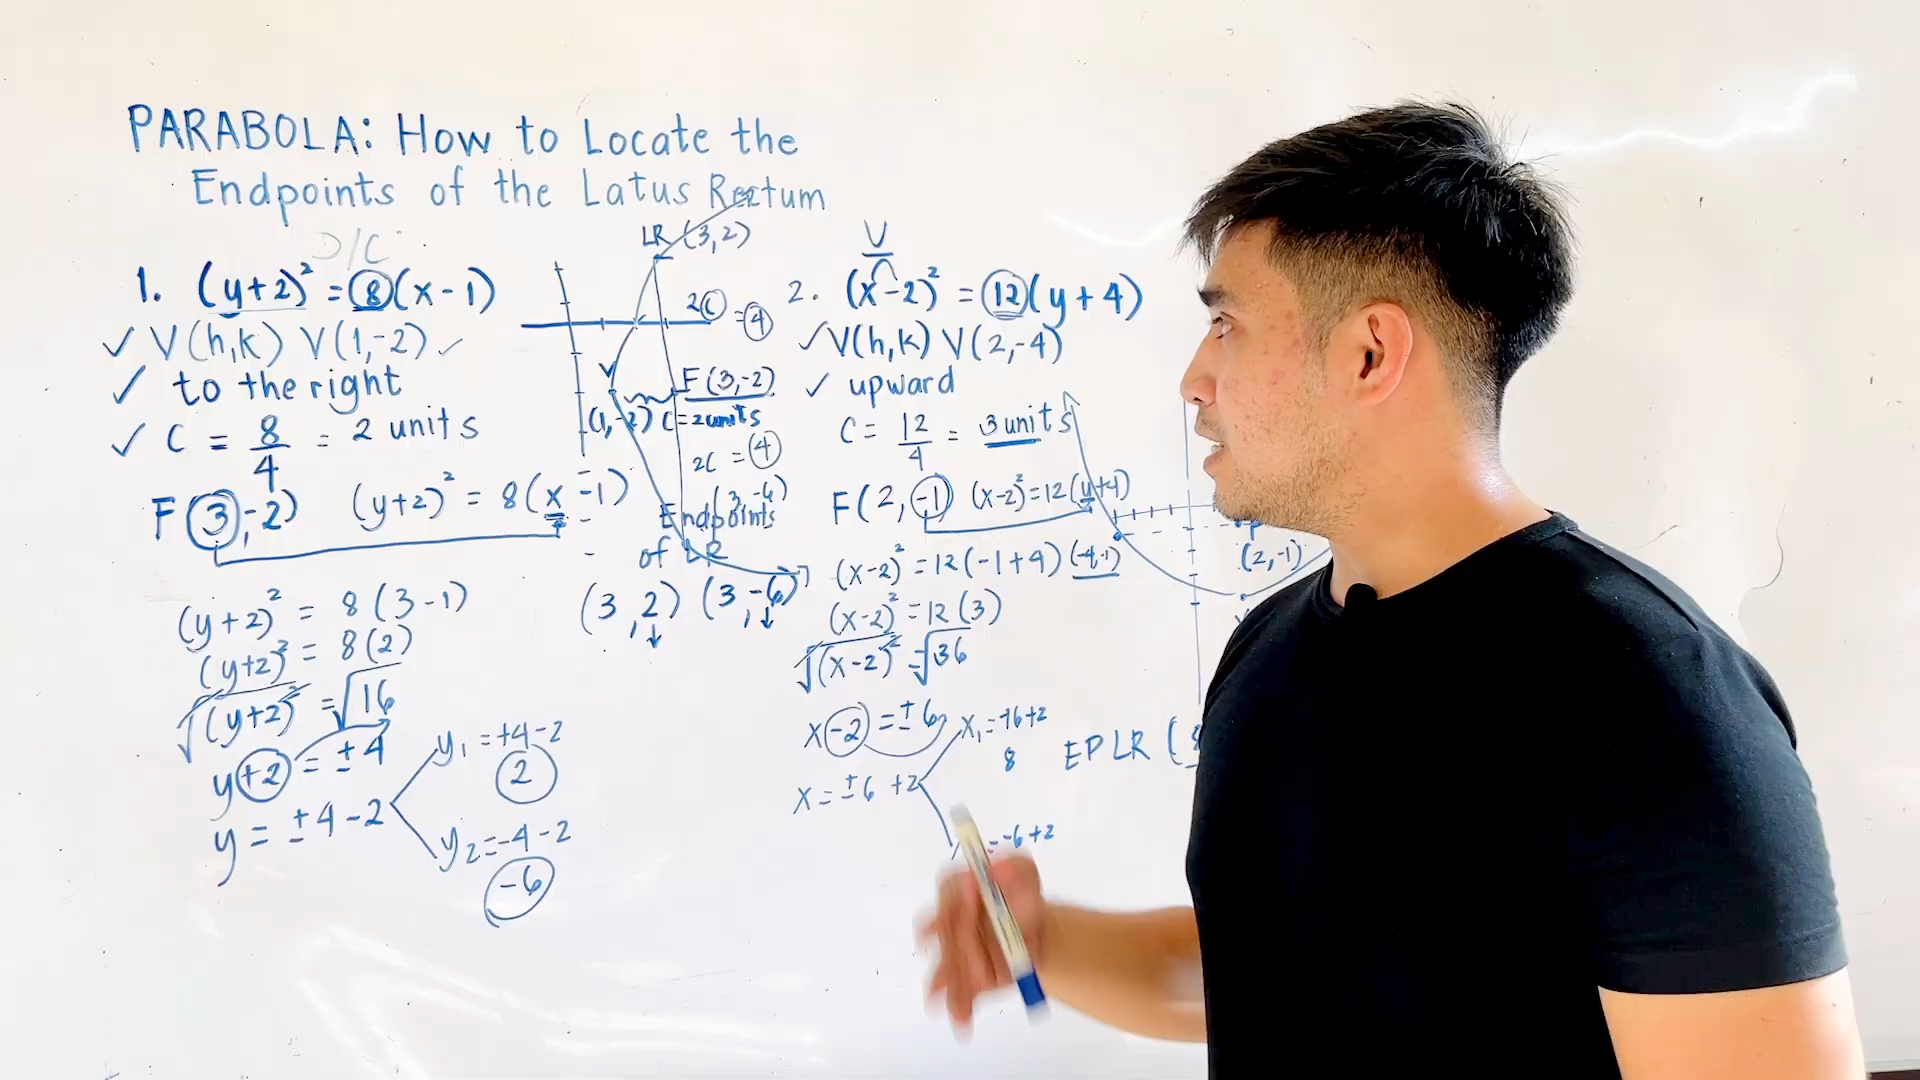 PARABOLA: How to Locate the
Endpoints of the Latus Rectum
D/C
1. (y+2)² = 8(x-1)
✓ V(h,k) V(1,-2) ✓
✓ to the right
✓ C = 8/4 = 2 units
F(3,-2) (y+2)² = 8(x-1)
(y+2)² = 8(3-1)
(y+2)² = 8(2)
√(y+2)² = √16
y+2 = ±4
y = ±4-2
y₁ = +4-2
2
y₂ = -4-2
-6
LR (3,2)
2C = 4
V
F(3,-2)
(1,-2) C = 2 units
2C = 4
(3,-6)
Endpoints
of LR
(3,2) (3,-6)
V
2. (x-2)² = 12(y+4)
✓ V(h,k) V(2,-4)
✓ upward
C = 12/4 = 3 units
F(2,-1) (x-2)² = 12(y+4)
(x-2)² = 12(-1+4) (-4,-1)
(x-2)² = 12(3)
√(x-2)² = √36
x-2 = ±6
x = ±6+2
x₁ = +6+2
8
= -6+2
(2,-1)
EPLR (8